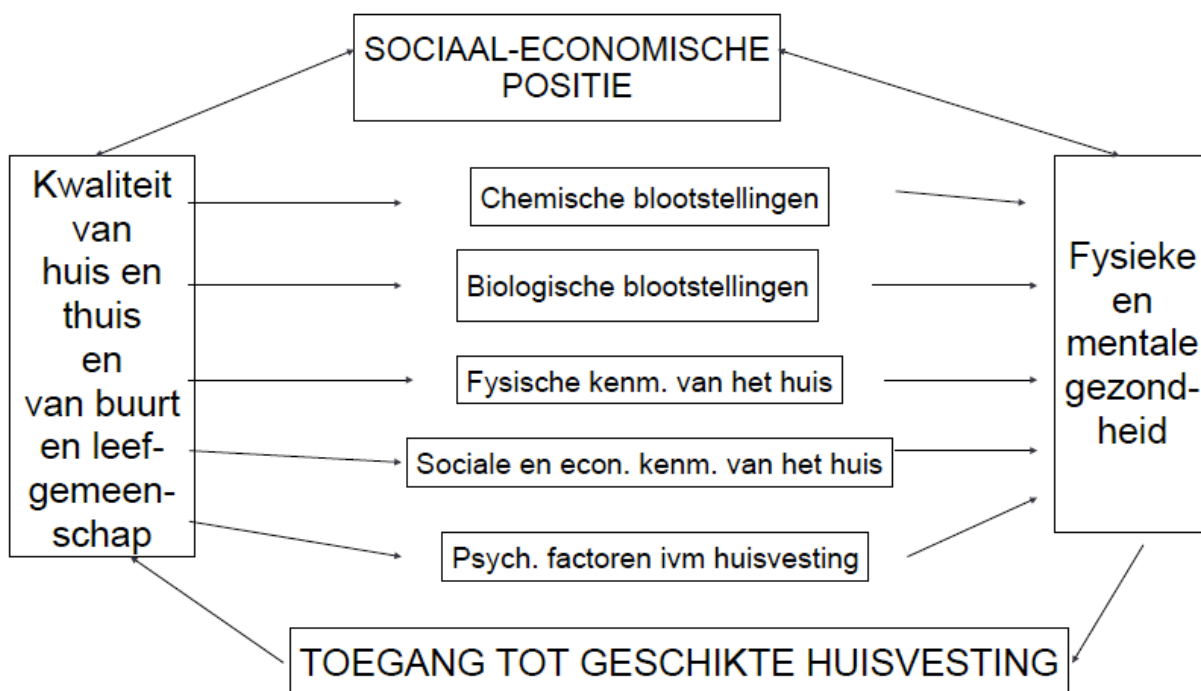 SOCIAAL-ECONOMISCHE
POSITIE
Kwaliteit
van
huis en
thuis
en
van buurt
en leef-
gemeen-
schap
Chemische blootstellingen
Biologische blootstellingen
Fysische kenm. van het huis
Sociale en econ. kenm. van het huis
Psych. factoren ivm huisvesting
Fysieke
en
mentale
gezond-
heid
TOEGANG TOT GESCHIKTE HUISVESTING